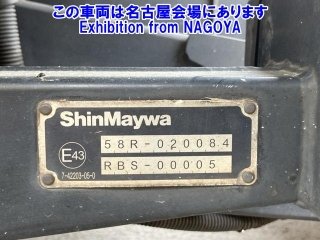 この車両は名古屋会場にあります
Exhibition from NAGOYA
ShinMaywa
58R-020084
E43
RBS-00005
7-42203-05-0